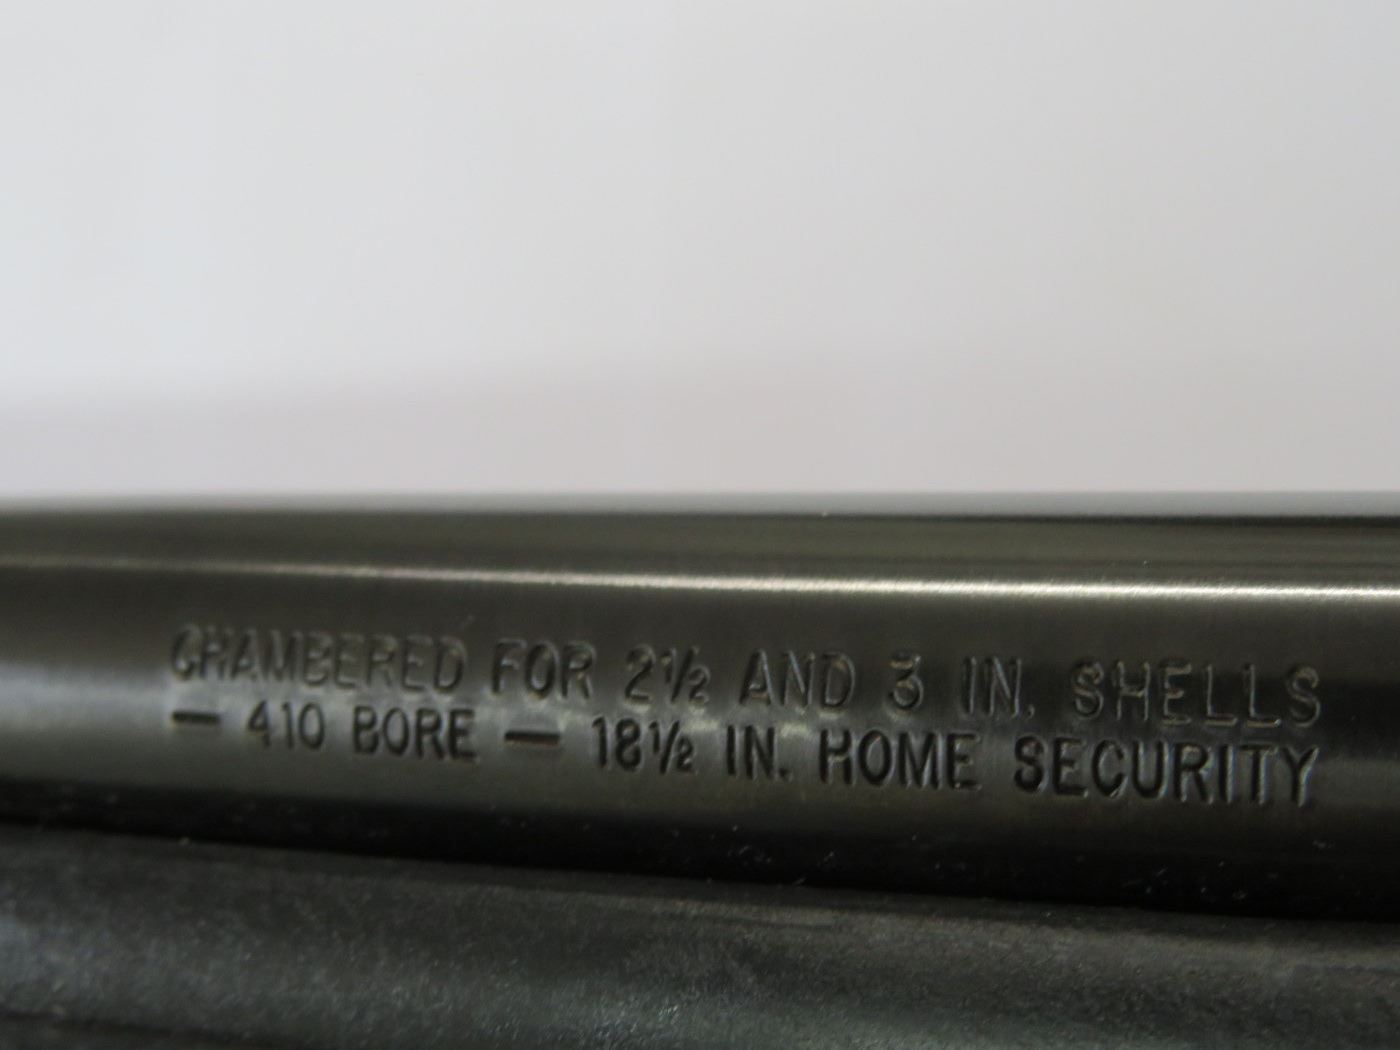 CHAMBERED FOR 2½ AND 3 IN. SHELLS
— 410 BORE — 18½ IN. HOME SECURITY